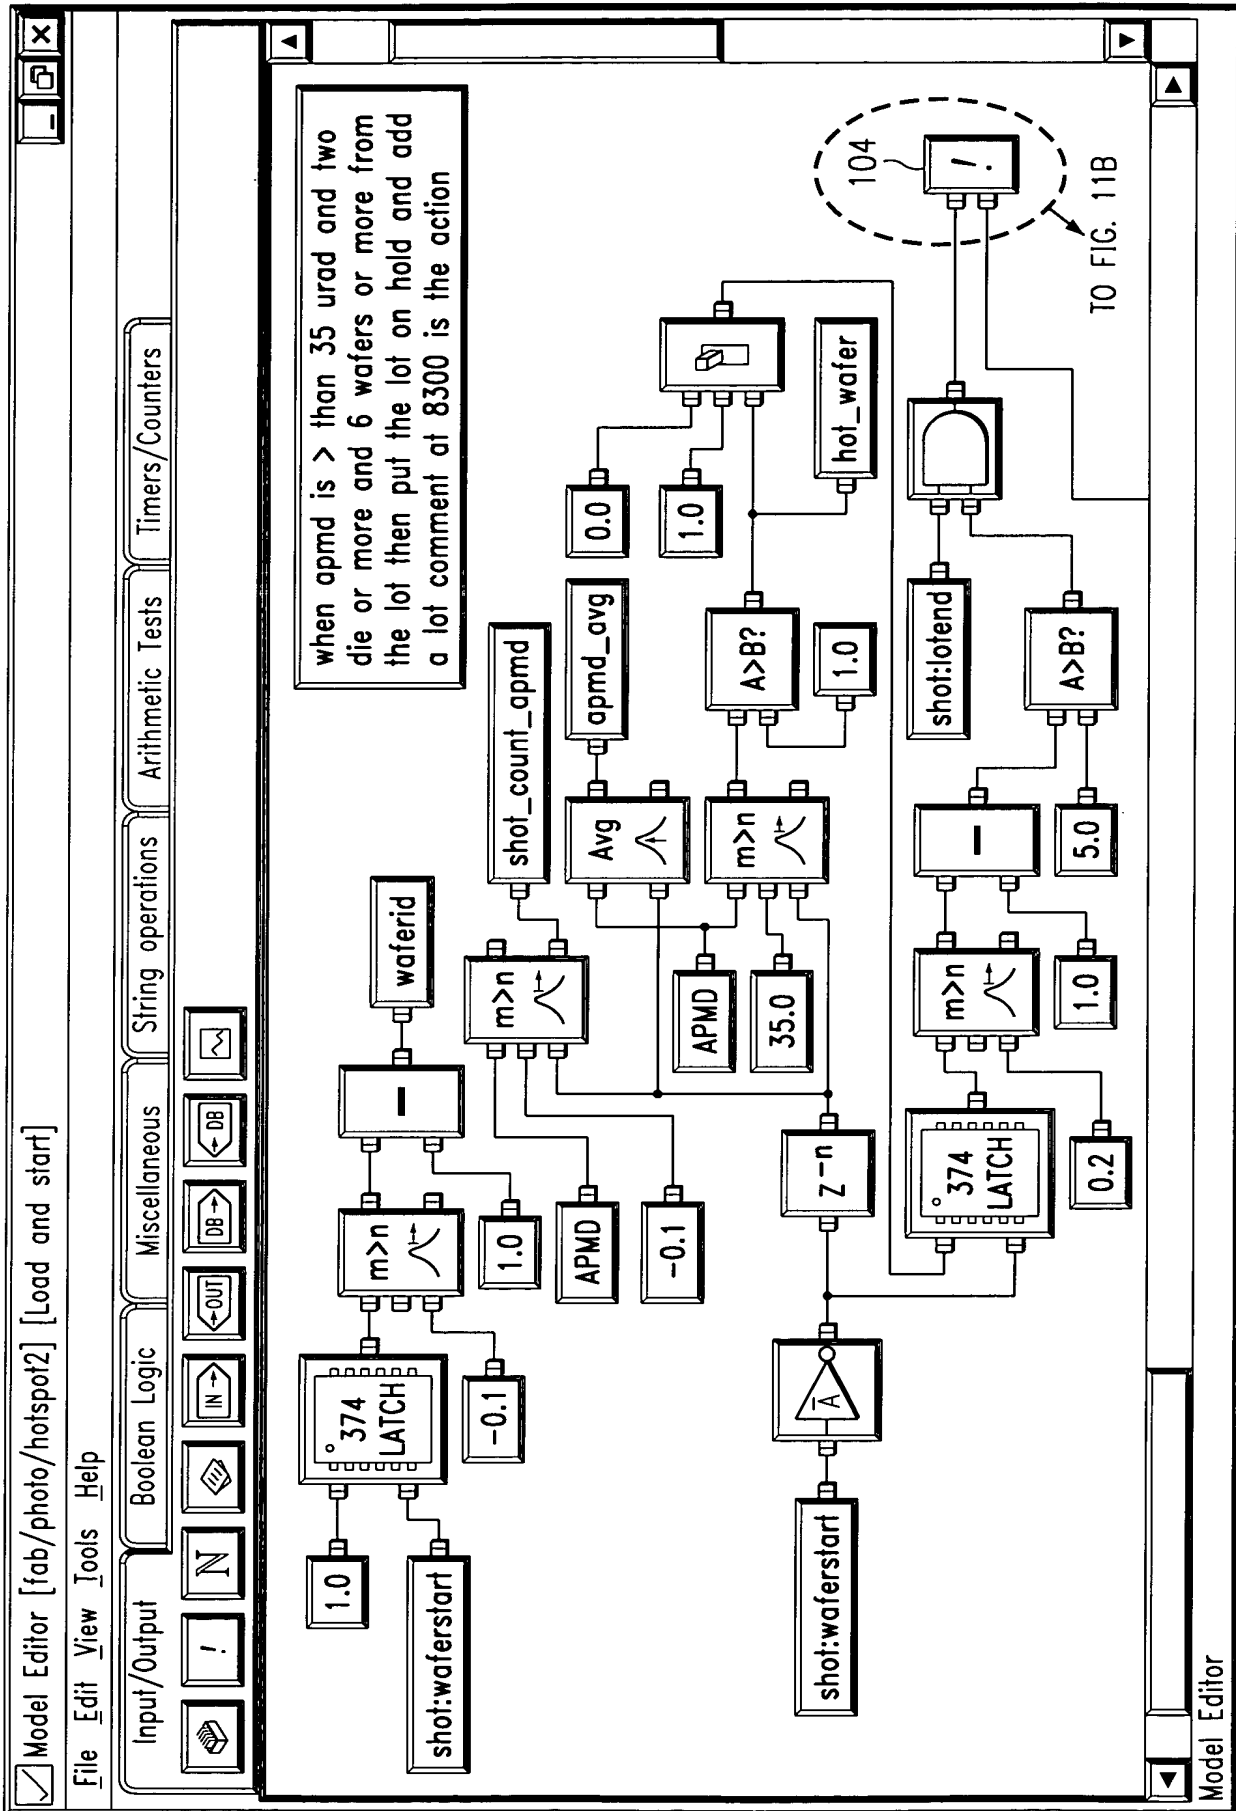 Model Editor [fab/photo/hotspot2] [Load and start]
File Edit View Tools Help
Input/Output
Boolean Logic
Miscellaneous
String operations
Arithmetic Tests
Timers/Counters
!
N
IN
OUT
DB
DB
when apmd is > than 35 urad and two
die or more and 6 wafers or more from
the lot then put the lot on hold and add
a lot comment at 8300 is the action
1.0
shot:waferstart
374
LATCH
-0.1
m>n
1.0
waferid
APMD
-0.1
m>n
shot_count_apmd
Avg
apmd_avg
APMD
35.0
m>n
A>B?
1.0
0.0
1.0
hot_wafer
shot:waferstart
A
Z-n
374
LATCH
0.2
m>n
1.0
5.0
A>B?
shot:lotend
!
104
TO FIG. 11B
Model Editor